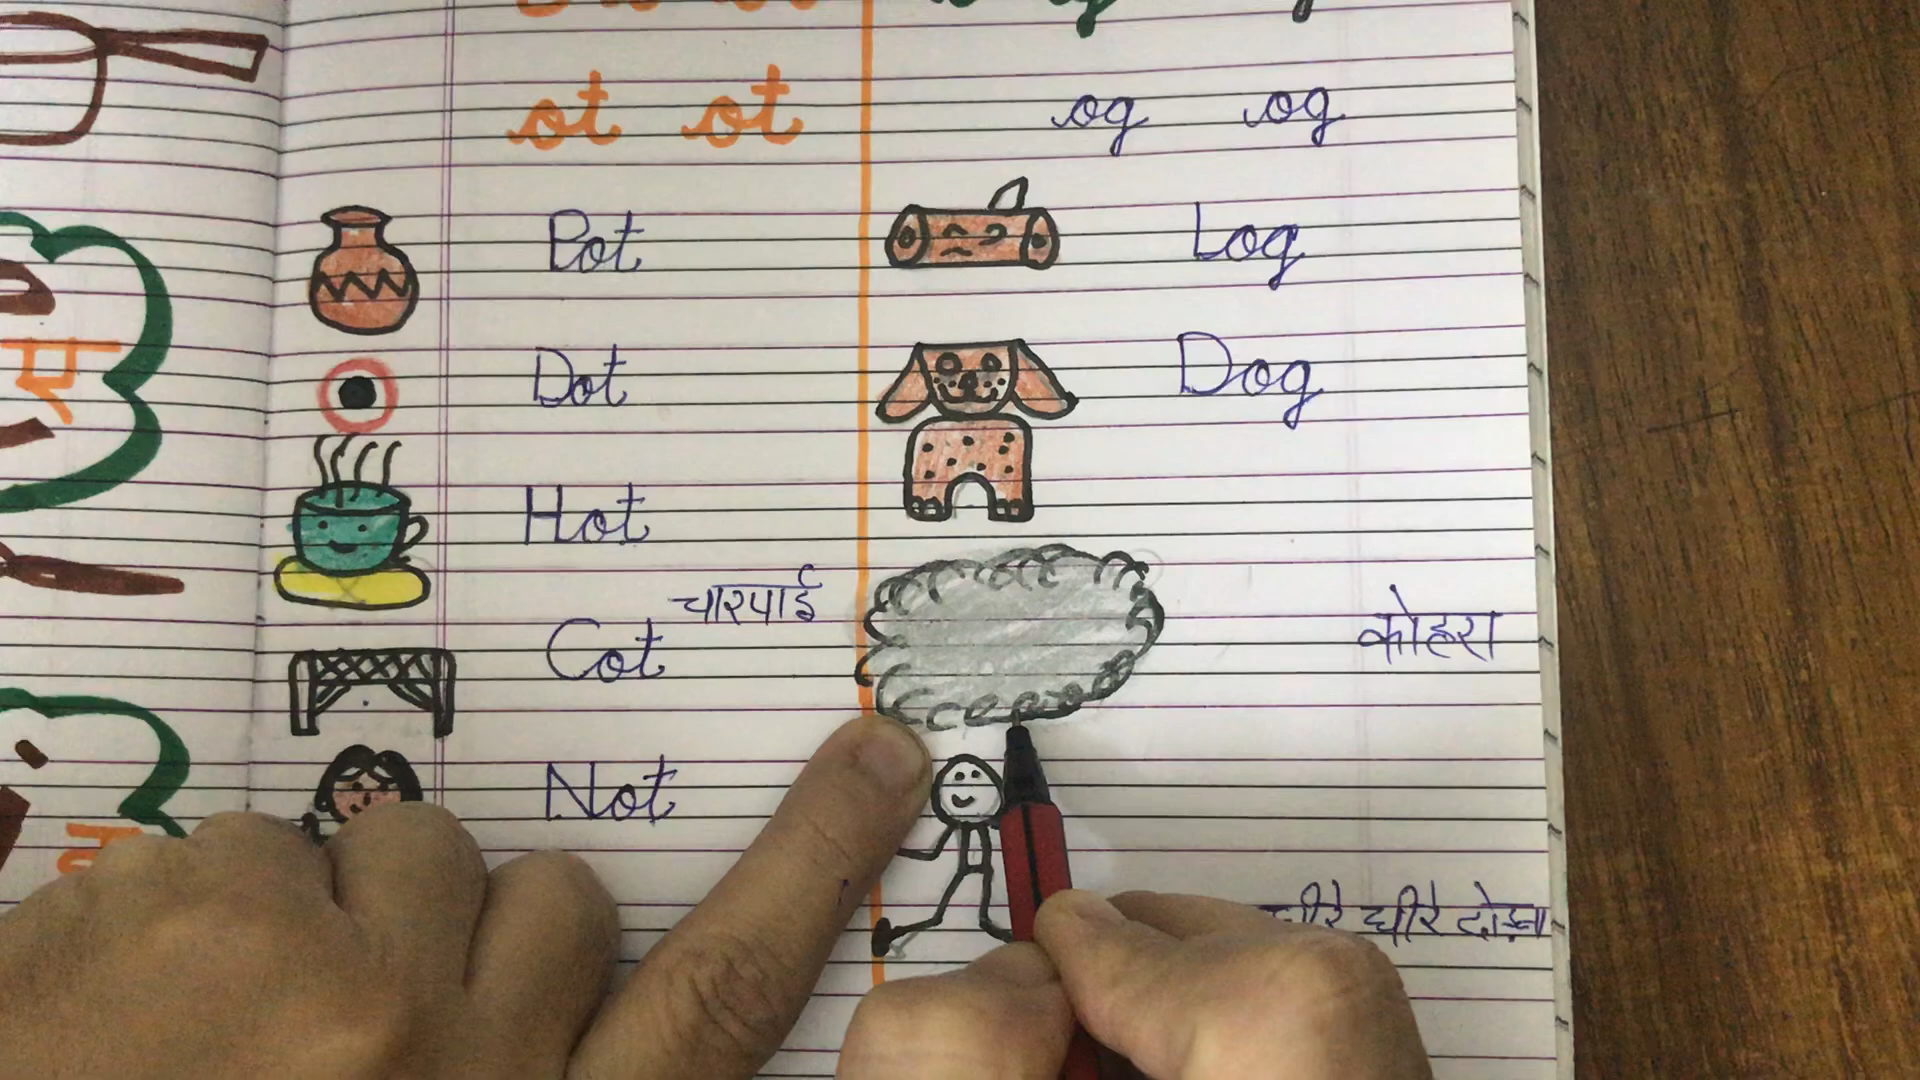 ot ot
og og
Pot
Log
Dot
Dog
Hot
चारपाई
Cot
कोहरा
Not
धीरे दोड़ना